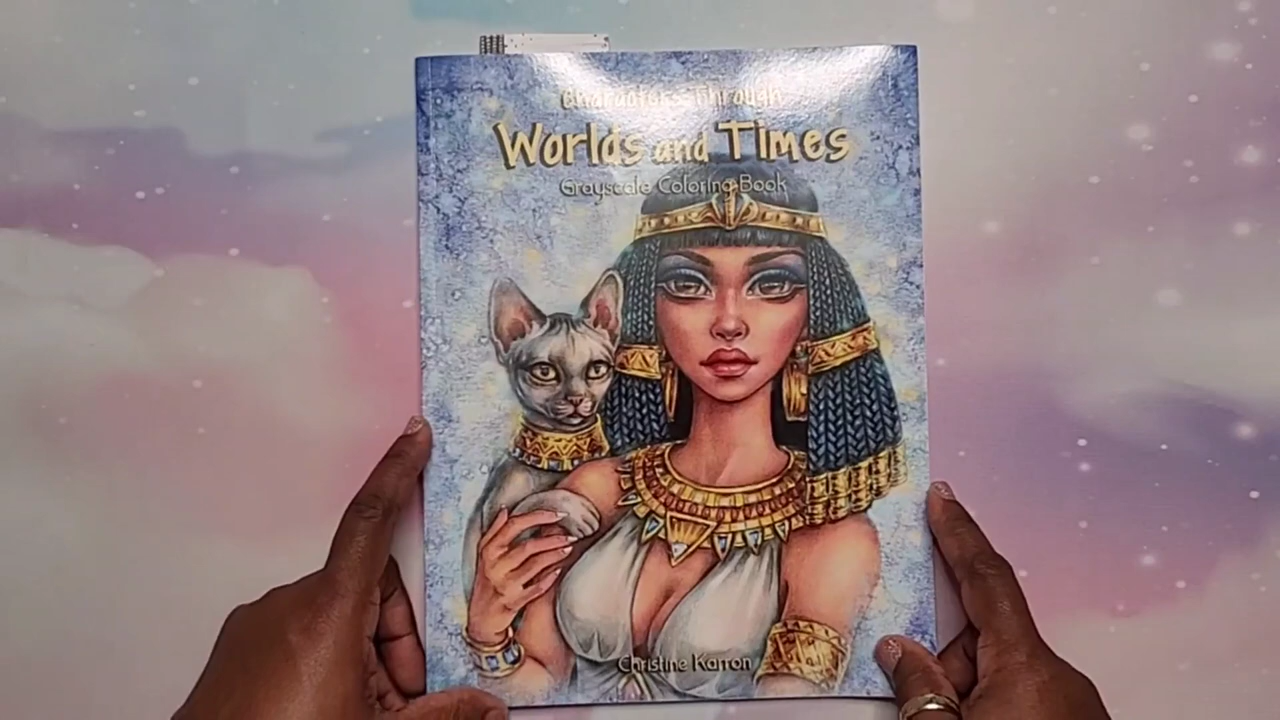 Characters Through
Worlds and Times
Grayscale Coloring Book
Christine Karron